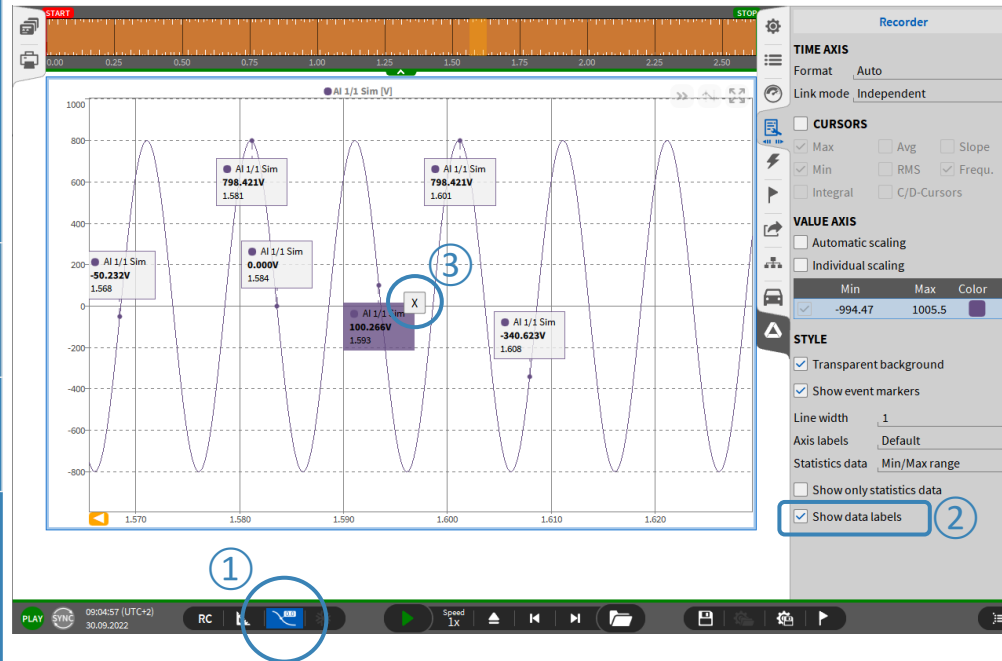 START
STOP
0.00 0.25 0.50 0.75 1.00 1.25 1.50 1.75 2.00 2.25 2.50
AI 1/1 Sim [V]
1000
800
600
400
200
0
-200
-400
-600
-800
AI 1/1 Sim
798.421V
1.581
AI 1/1 Sim
798.421V
1.601
AI 1/1 Sim
-50.232V
1.568
AI 1/1 Sim
0.000V
1.584
3
X
AI 1/1 Sim
100.266V
1.593
AI 1/1 Sim
-340.623V
1.608
1.570 1.580 1.590 1.600 1.610 1.620
Recorder
TIME AXIS
Format Auto
Link mode Independent
CURSORS
Max Avg Slope
Min RMS Frequ.
Integral C/D-Cursors
VALUE AXIS
Automatic scaling
Individual scaling
Min Max Color
-994.47 1005.5
STYLE
Transparent background
Show event markers
Line width 1
Axis labels Default
Statistics data Min/Max range
Show only statistics data
Show data labels
2
1
PLAY SYNC
09:04:57 (UTC+2)
30.09.2022
RC
0.0
Speed
1x